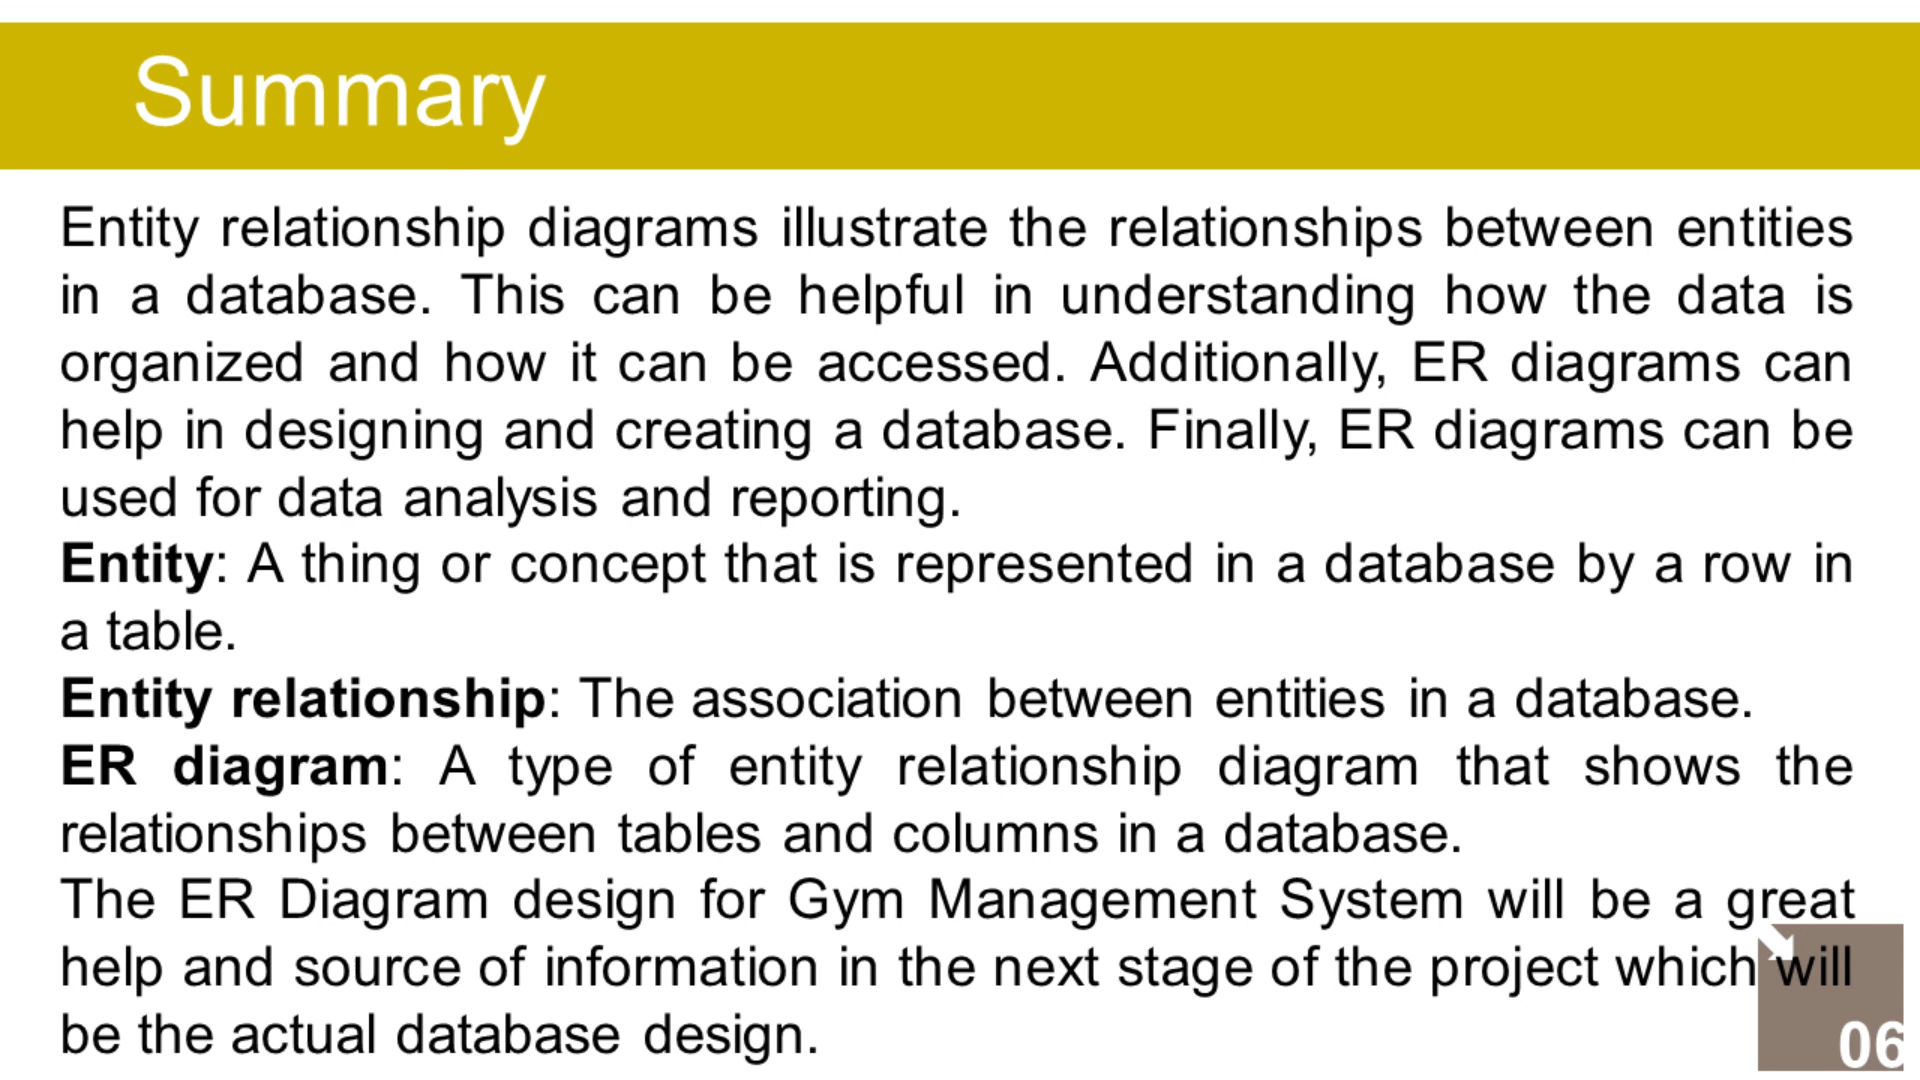 Summary
Entity relationship diagrams illustrate the relationships between entities
in a database. This can be helpful in understanding how the data is
organized and how it can be accessed. Additionally, ER diagrams can
help in designing and creating a database. Finally, ER diagrams can be
used for data analysis and reporting.
Entity: A thing or concept that is represented in a database by a row in
a table.
Entity relationship: The association between entities in a database.
ER diagram: A type of entity relationship diagram that shows the
relationships between tables and columns in a database.
The ER Diagram design for Gym Management System will be a great
help and source of information in the next stage of the project which will
be the actual database design.
06